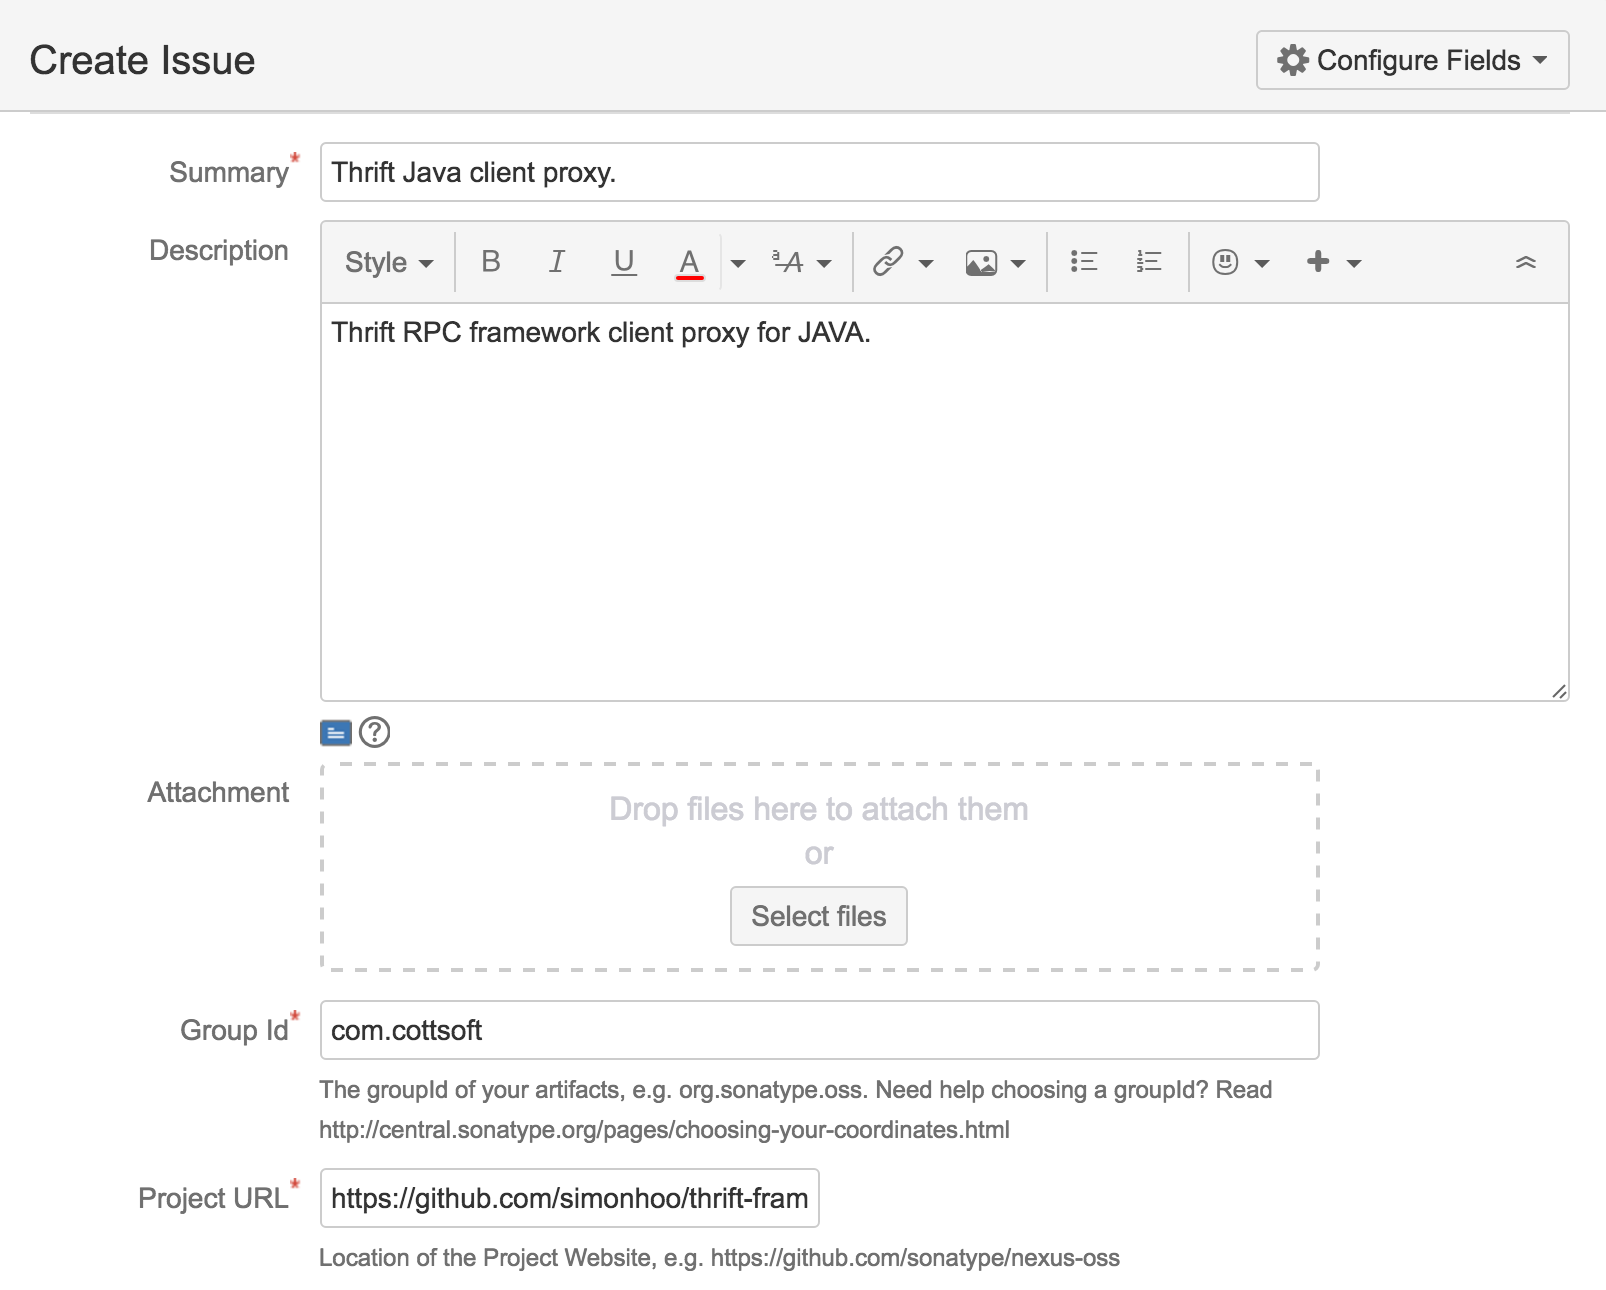 Create Issue
Configure Fields
Summary*
Thrift Java client proxy.
Description
Style B I U A ªA
Thrift RPC framework client proxy for JAVA.
?
Attachment
Drop files here to attach them
or
Select files
Group Id*
com.cottsoft
The groupId of your artifacts, e.g. org.sonatype.oss. Need help choosing a groupId? Read
http://central.sonatype.org/pages/choosing-your-coordinates.html
Project URL*
https://github.com/simonhoo/thrift-fram
Location of the Project Website, e.g. https://github.com/sonatype/nexus-oss